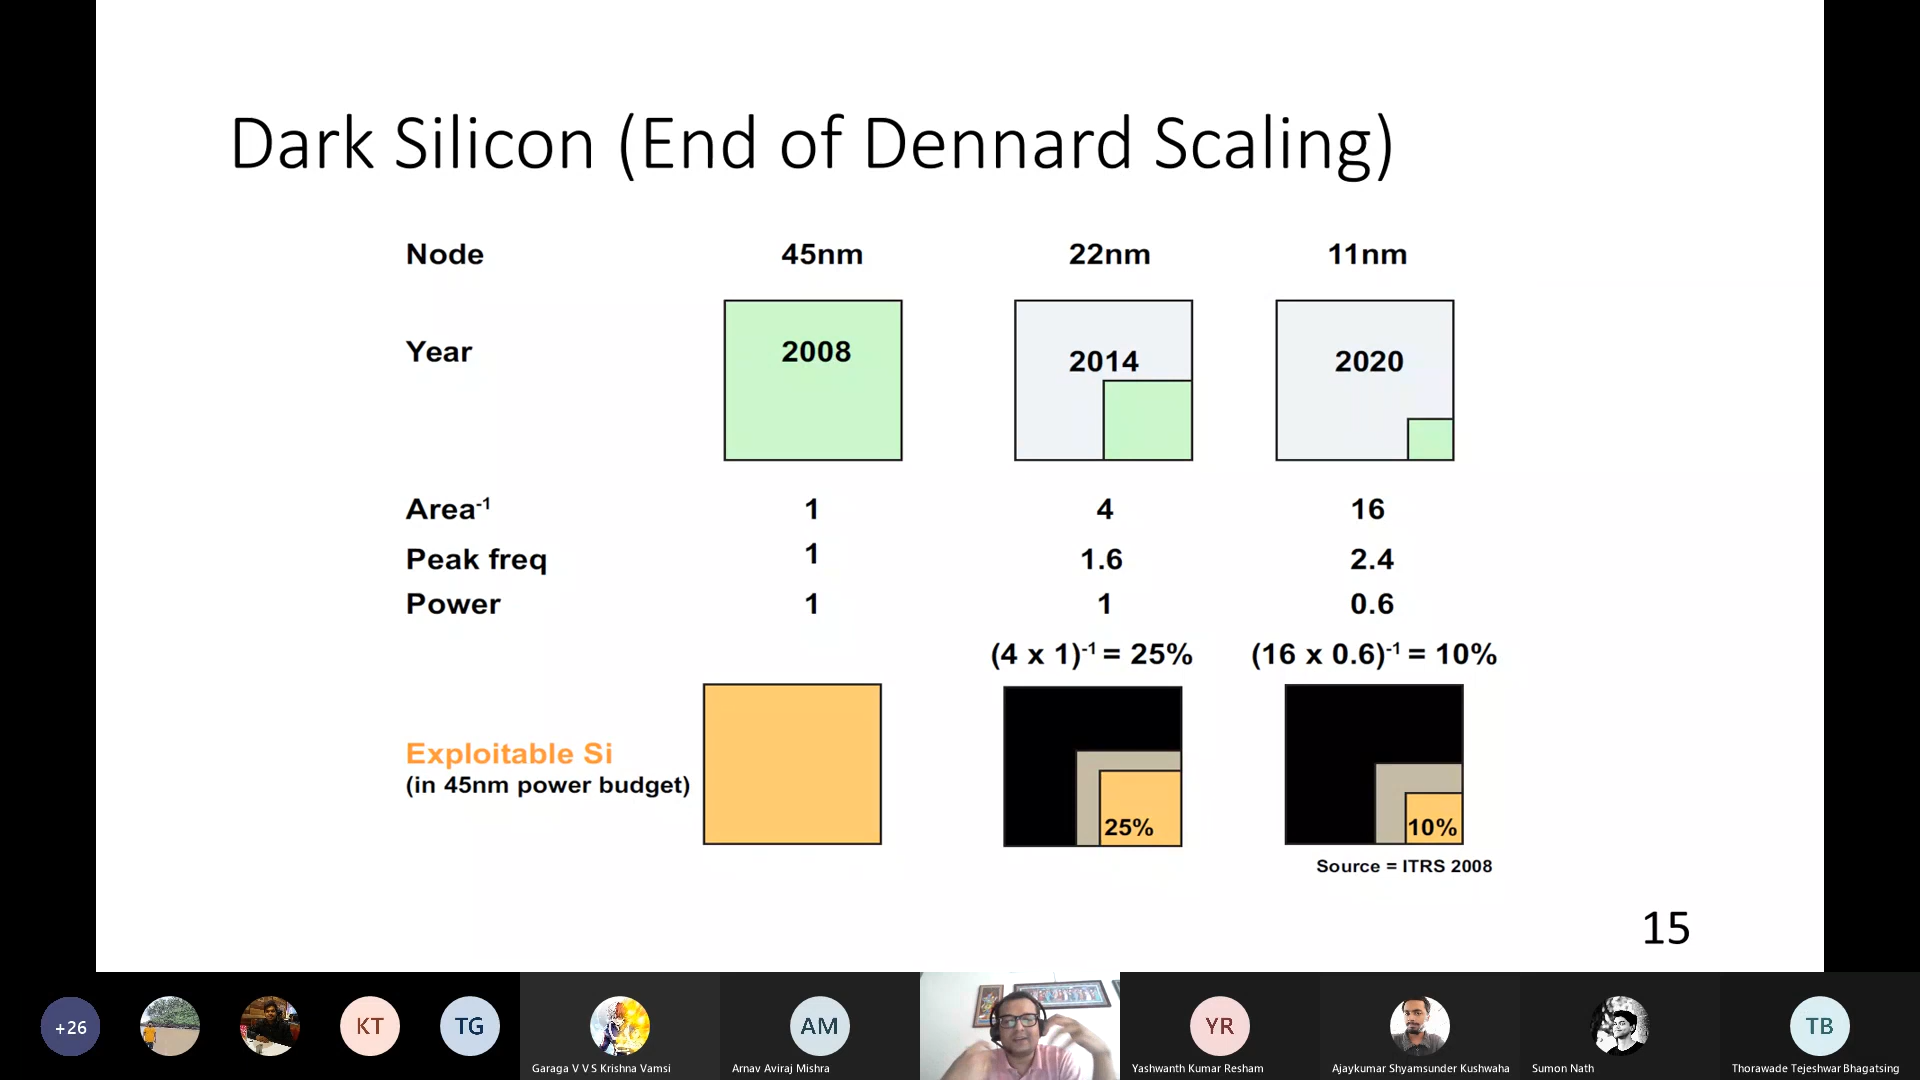 Dark Silicon (End of Dennard Scaling)
Node 45nm 22nm 11nm
Year 2008 2014 2020
Area⁻¹ 1 4 16
Peak freq 1 1.6 2.4
Power 1 1 0.6
(4 x 1)⁻¹ = 25% (16 x 0.6)⁻¹ = 10%
Exploitable Si
(in 45nm power budget)
25% 10%
Source = ITRS 2008
15
+26 KT TG AM YR TB
Garaga V V S Krishna Vamsi Arnav Aviraj Mishra Yashwanth Kumar Resham Ajaykumar Shyamsunder Kushwaha Sumon Nath Thorawade Tejeshwar Bhagatsing